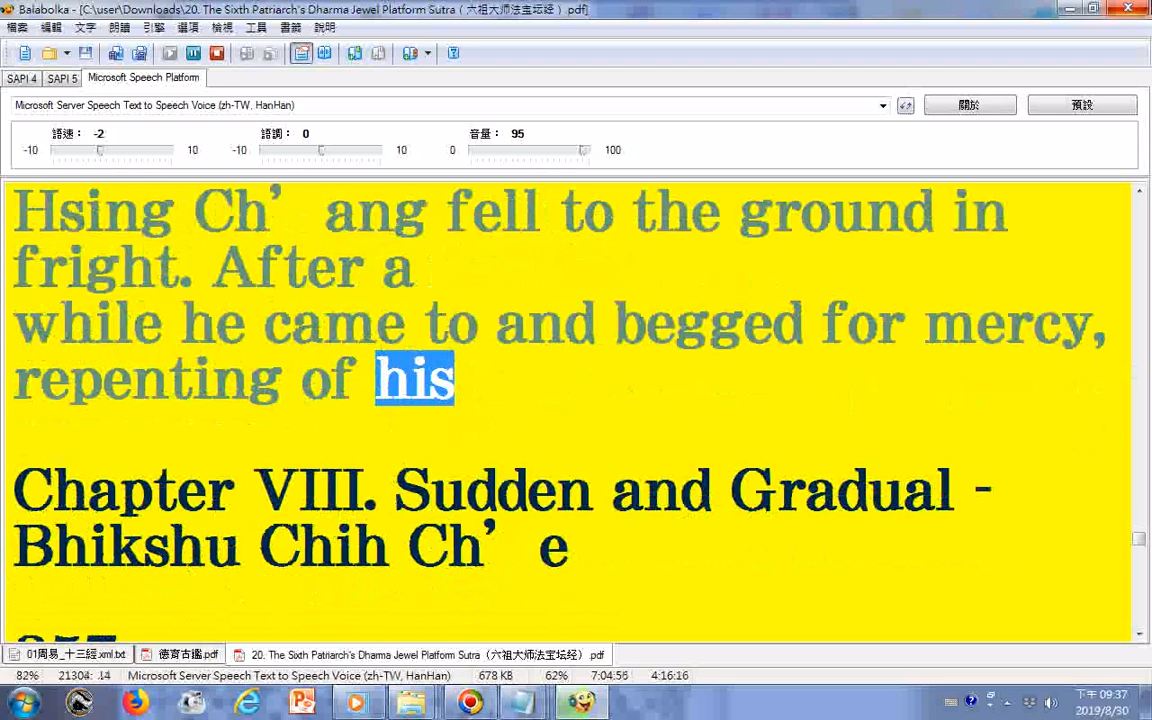 Balabolka - [C:\user\Downloads\20. The Sixth Patriarch's Dharma Jewel Platform Sutra（六祖大师法宝坛经）.pdf]
檔案 編輯 文字 朗讀 引擎 選項 檢視 工具 書籤 說明
SAPI 4 SAPI 5 Microsoft Speech Platform
Microsoft Server Speech Text to Speech Voice (zh-TW, HanHan) 關於 預設
語速： -2 語調： 0 音量： 95
-10 10 -10 10 0 100
Hsing Ch’ang fell to the ground in
fright. After a
while he came to and begged for mercy,
repenting of his
Chapter VIII. Sudden and Gradual -
Bhikshu Chih Ch’e
01周易_十三經.xml.txt 德育古鑑.pdf 20. The Sixth Patriarch's Dharma Jewel Platform Sutra（六祖大师法宝坛经）.pdf
82% 21304: 14 Microsoft Server Speech Text to Speech Voice (zh-TW, HanHan) 678 KB 62% 7:04:56 4:16:16
下午 09:37
2019/8/30